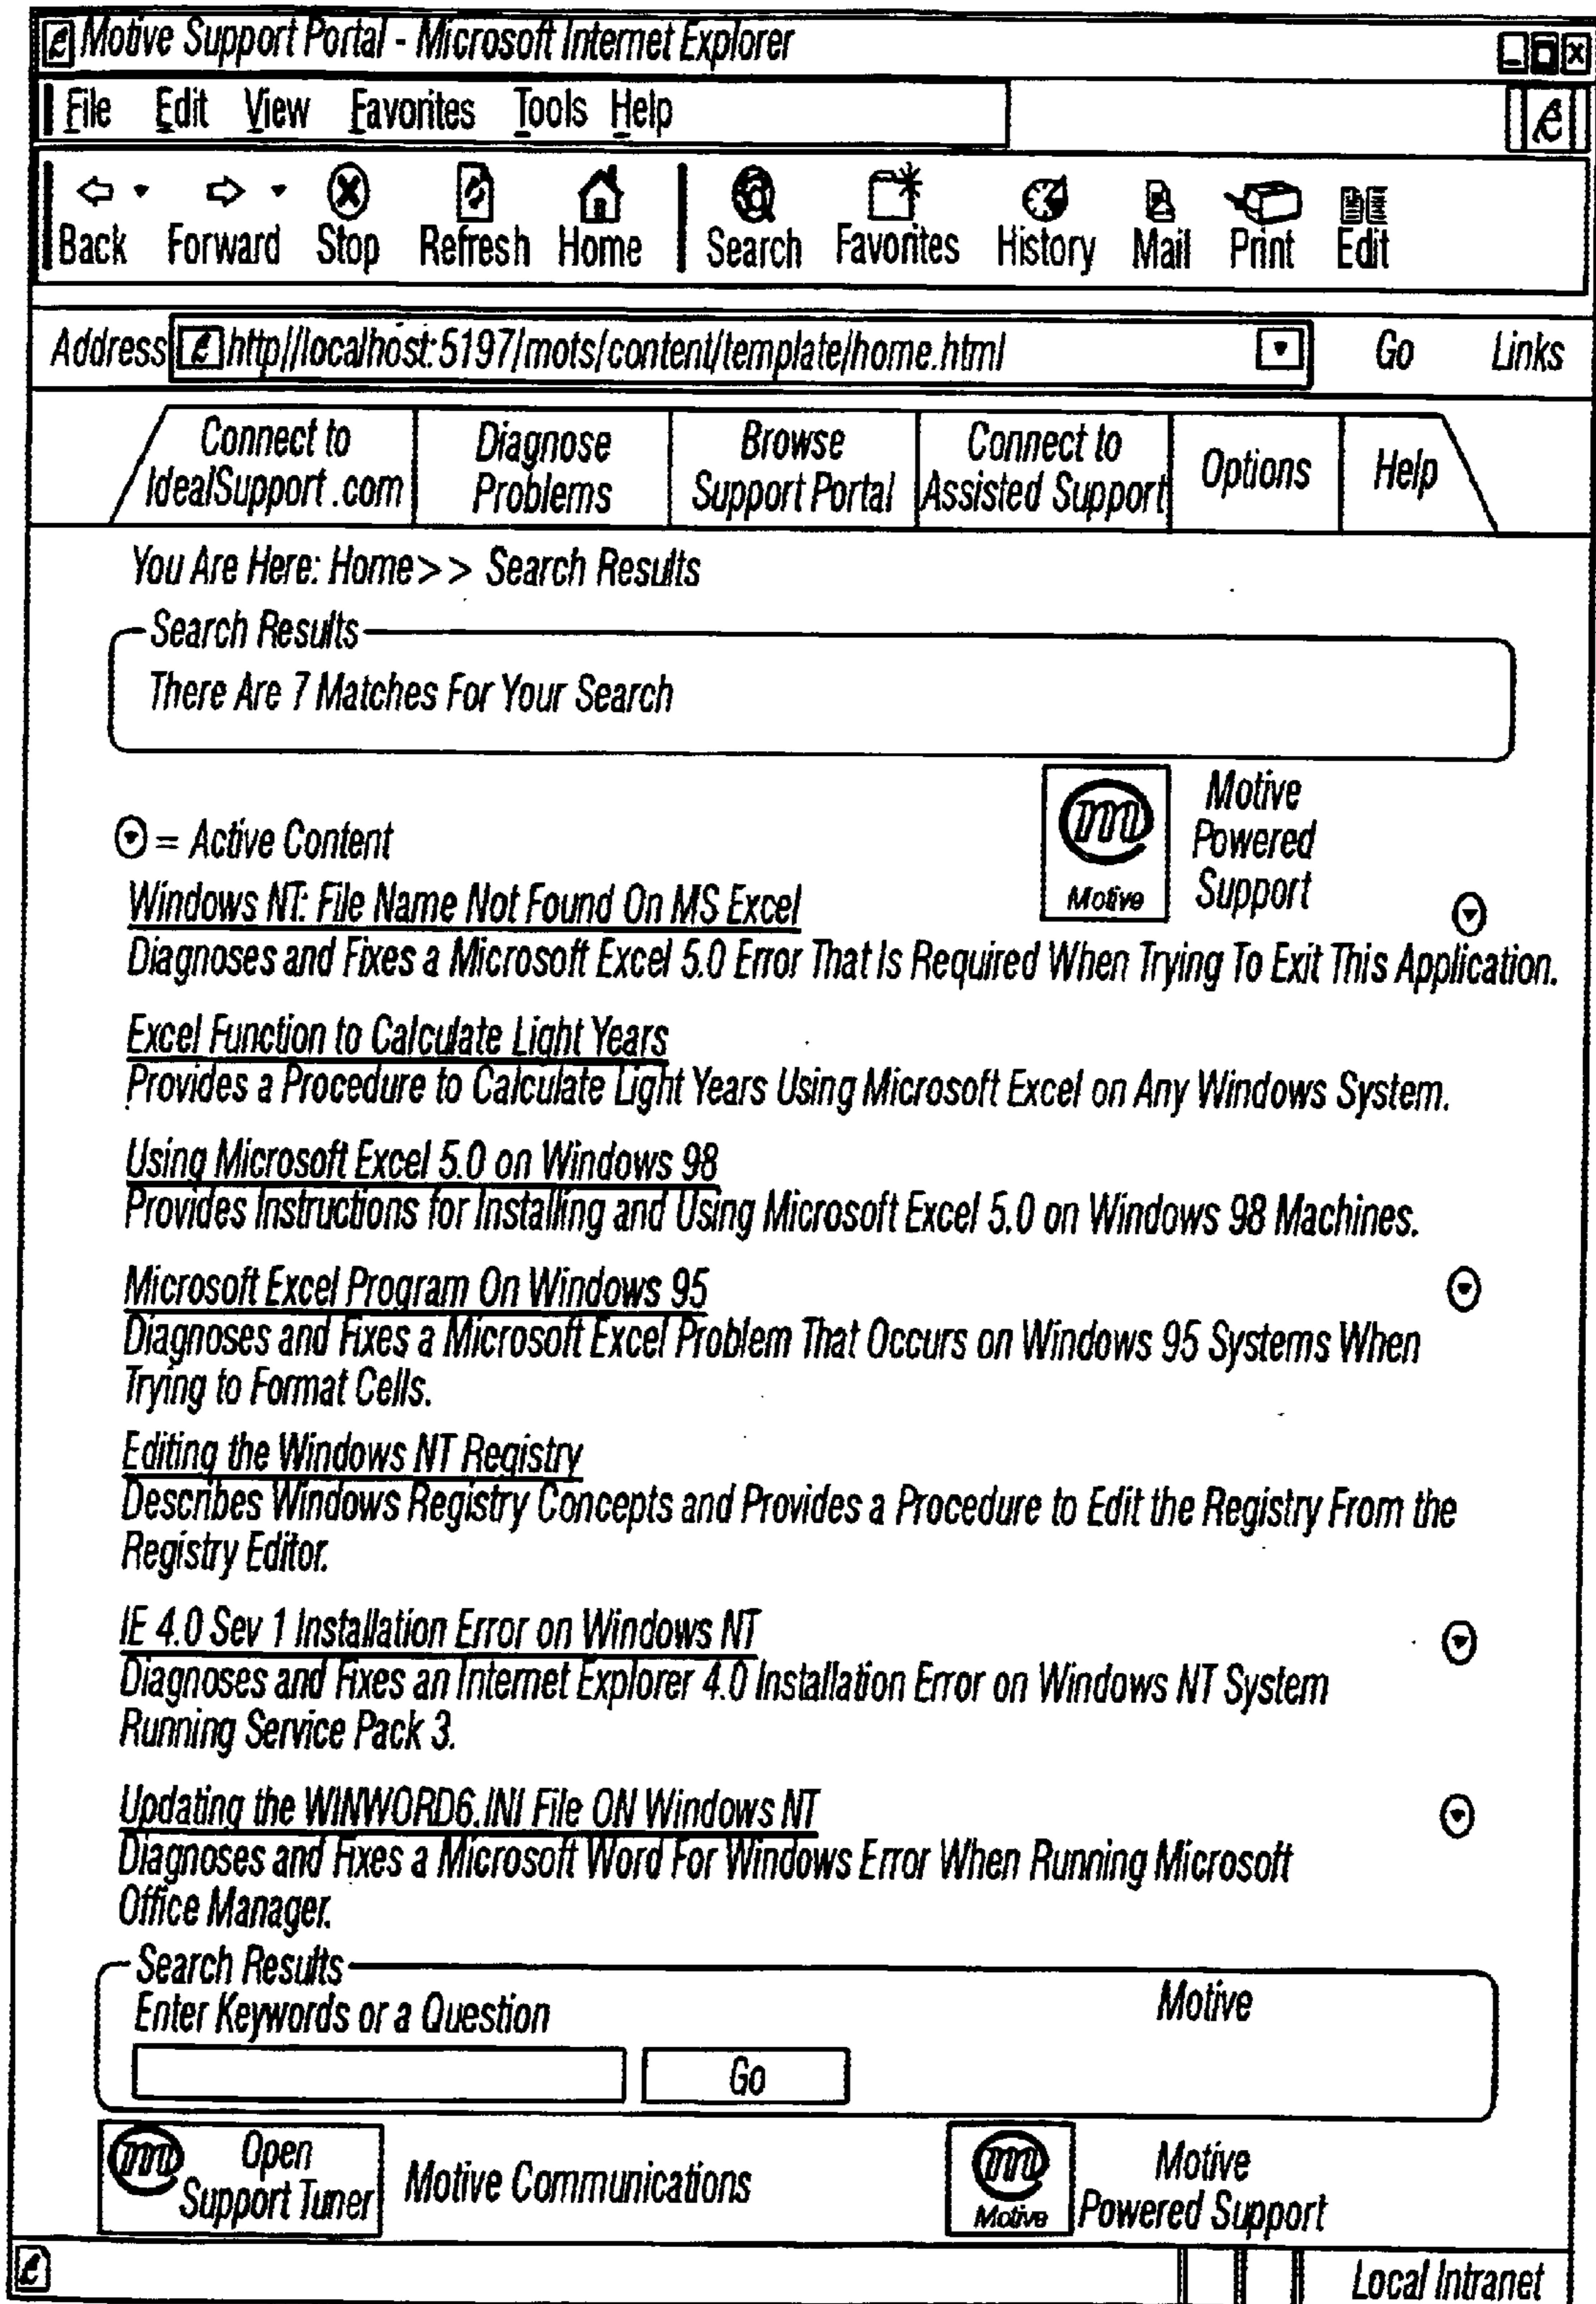 Motive Support Portal - Microsoft Internet Explorer
File Edit View Favorites Tools Help
Back Forward Stop Refresh Home Search Favorites History Mail Print Edit
Address http//localhost:5197/mots/content/template/home.html Go Links
Connect to IdealSupport.com Diagnose Problems Browse Support Portal Connect to Assisted Support Options Help
You Are Here: Home>> Search Results
Search Results
There Are 7 Matches For Your Search
= Active Content
m
Motive
Motive
Powered
Support
Windows NT: File Name Not Found On MS Excel
Diagnoses and Fixes a Microsoft Excel 5.0 Error That Is Required When Trying To Exit This Application.
Excel Function to Calculate Light Years
Provides a Procedure to Calculate Light Years Using Microsoft Excel on Any Windows System.
Using Microsoft Excel 5.0 on Windows 98
Provides Instructions for Installing and Using Microsoft Excel 5.0 on Windows 98 Machines.
Microsoft Excel Program On Windows 95
Diagnoses and Fixes a Microsoft Excel Problem That Occurs on Windows 95 Systems When
Trying to Format Cells.
Editing the Windows NT Registry
Describes Windows Registry Concepts and Provides a Procedure to Edit the Registry From the
Registry Editor.
IE 4.0 Sev 1 Installation Error on Windows NT
Diagnoses and Fixes an Internet Explorer 4.0 Installation Error on Windows NT System
Running Service Pack 3.
Updating the WINWORD6.INI File ON Windows NT
Diagnoses and Fixes a Microsoft Word For Windows Error When Running Microsoft
Office Manager.
Search Results
Enter Keywords or a Question
Motive
Go
m Open
Support Tuner
Motive Communications
m
Motive
Motive
Powered Support
Local Intranet